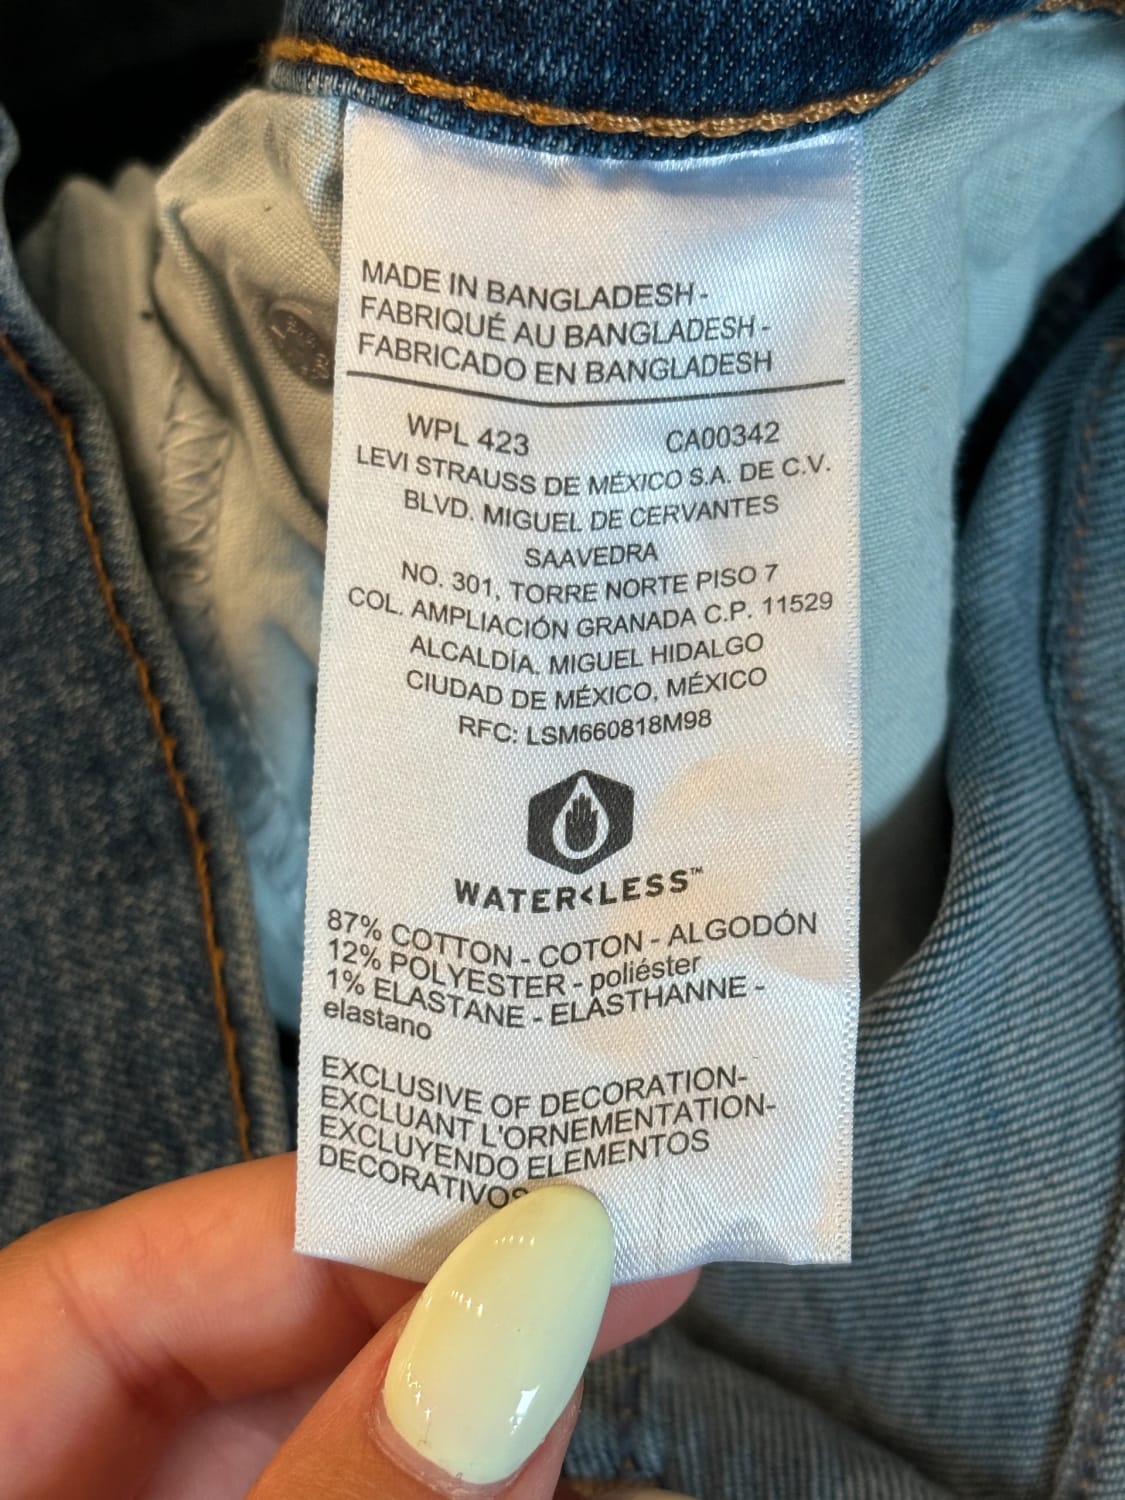 MADE IN BANGLADESH -
FABRIQUÉ AU BANGLADESH -
FABRICADO EN BANGLADESH
WPL 423 CA00342
LEVI STRAUSS DE MÉXICO S.A. DE C.V.
BLVD. MIGUEL DE CERVANTES
SAAVEDRA
NO. 301, TORRE NORTE PISO 7
COL. AMPLIACIÓN GRANADA C.P. 11529
ALCALDÍA. MIGUEL HIDALGO
CIUDAD DE MÉXICO, MÉXICO
RFC: LSM660818M98
WATER<LESS™
87% COTTON - COTON - ALGODÓN
12% POLYESTER - poliéster
1% ELASTANE - ELASTHANNE -
elastano
EXCLUSIVE OF DECORATION-
EXCLUANT L'ORNEMENTATION-
EXCLUYENDO ELEMENTOS
DECORATIVOS